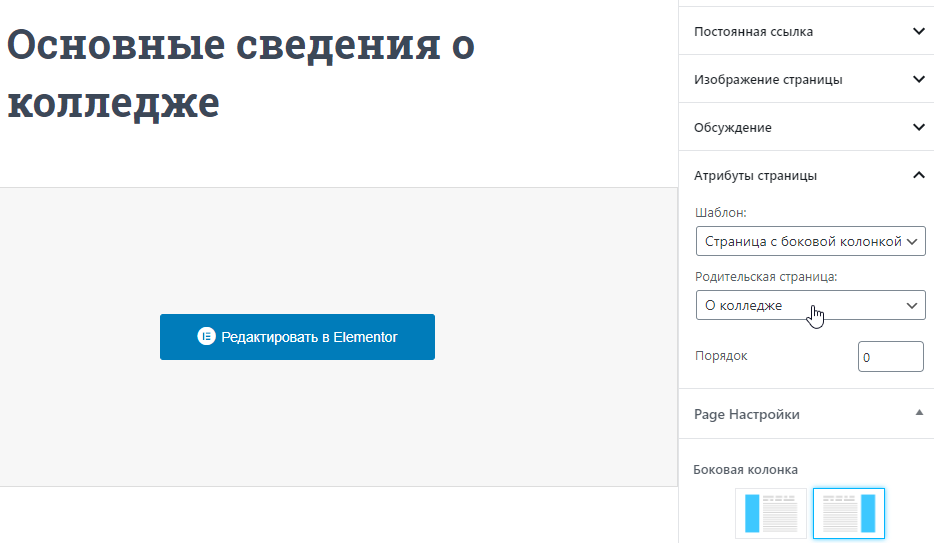 Основные сведения о
колледже
Редактировать в Elementor
Постоянная ссылка
Изображение страницы
Обсуждение
Атрибуты страницы
Шаблон:
Страница с боковой колонкой
Родительская страница:
О колледже
Порядок
0
Page Настройки
Боковая колонка